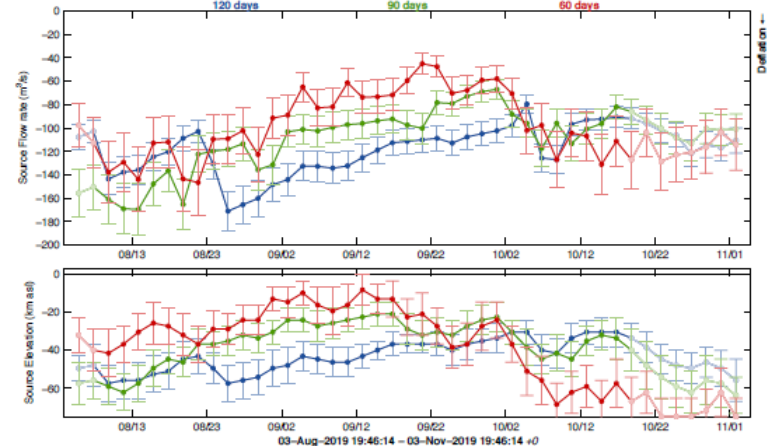 120 days 90 days 60 days
0
−20
−40
−60
−80
−100
−120
−140
−160
−180
−200
Source Flow rate (m³/s)
Deflation ←
08/13 08/23 09/02 09/12 09/22 10/02 10/12 10/22 11/01
0
−20
−40
−60
Source Elevation (km asl)
08/13 08/23 09/02 09/12 09/22 10/02 10/12 10/22 11/01
03−Aug−2019 19:46:14 − 03−Nov−2019 19:46:14 +0